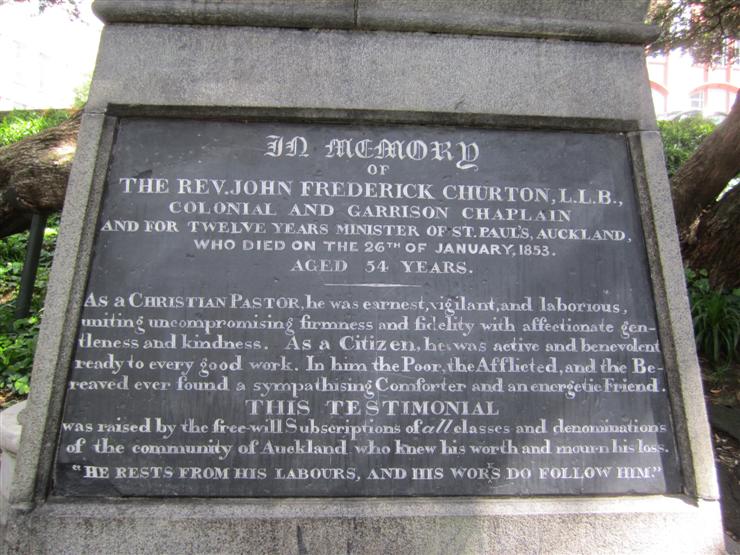 In Memory
OF
THE REV. JOHN FREDERICK CHURTON, L.L.B.,
COLONIAL AND GARRISON CHAPLAIN
AND FOR TWELVE YEARS MINISTER OF ST. PAUL'S, AUCKLAND,
WHO DIED ON THE 26TH OF JANUARY, 1853.
AGED 54 YEARS.
As a Christian Pastor, he was earnest, vigilant, and laborious,
uniting uncompromising firmness and fidelity with affectionate gen-
tleness and kindness. As a Citizen, he was active and benevolent
ready to every good work. In him the Poor, the Afflicted, and the Be-
reaved ever found a sympathising Comforter and an energetic Friend.
THIS TESTIMONIAL
was raised by the free-will Subscriptions of all classes and denominations
of the community of Auckland who knew his worth and mourn his loss.
"HE RESTS FROM HIS LABOURS, AND HIS WORKS DO FOLLOW HIM."